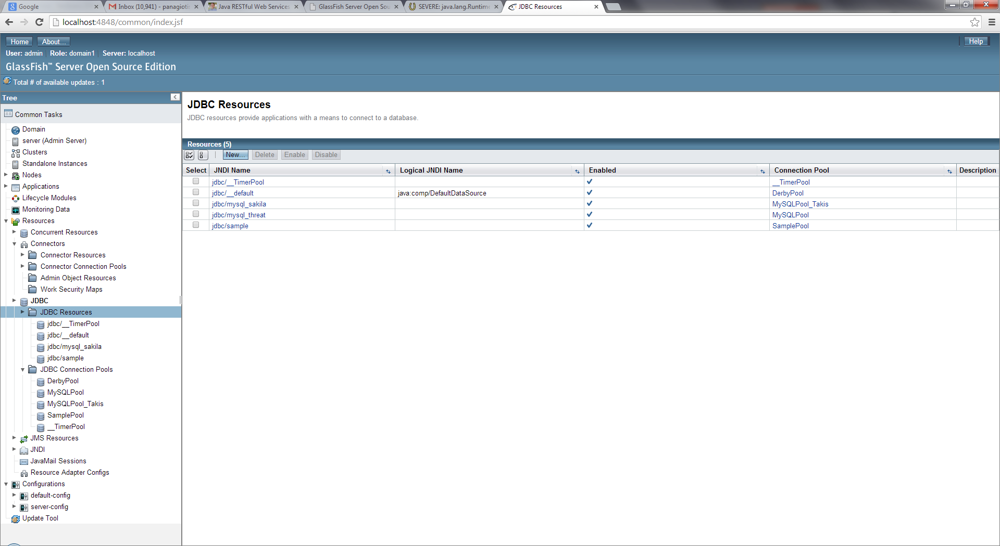 Google
Inbox (10,941) - panagiotis
Java RESTful Web Services
GlassFish Server Open Sou
SEVERE: java.lang.Runtime
JDBC Resources
localhost:4848/common/index.jsf
Home
About...
Help
User: admin
Role: domain1
Server: localhost
GlassFish™ Server Open Source Edition
Total # of available updates : 1
Tree
Common Tasks
Domain
server (Admin Server)
Clusters
Standalone Instances
Nodes
Applications
Lifecycle Modules
Monitoring Data
Resources
Concurrent Resources
Connectors
Connector Resources
Connector Connection Pools
Admin Object Resources
Work Security Maps
JDBC
JDBC Resources
jdbc/__TimerPool
jdbc/__default
jdbc/mysql_sakila
jdbc/sample
JDBC Connection Pools
DerbyPool
MySQLPool
MySQLPool_Takis
SamplePool
__TimerPool
JMS Resources
JNDI
JavaMail Sessions
Resource Adapter Configs
Configurations
default-config
server-config
Update Tool
JDBC Resources
JDBC resources provide applications with a means to connect to a database.
Resources (5)
New... Delete Enable Disable
Select JNDI Name Logical JNDI Name Enabled Connection Pool Description
jdbc/__TimerPool __TimerPool
jdbc/__default java:comp/DefaultDataSource DerbyPool
jdbc/mysql_sakila MySQLPool_Takis
jdbc/mysql_threat MySQLPool
jdbc/sample SamplePool